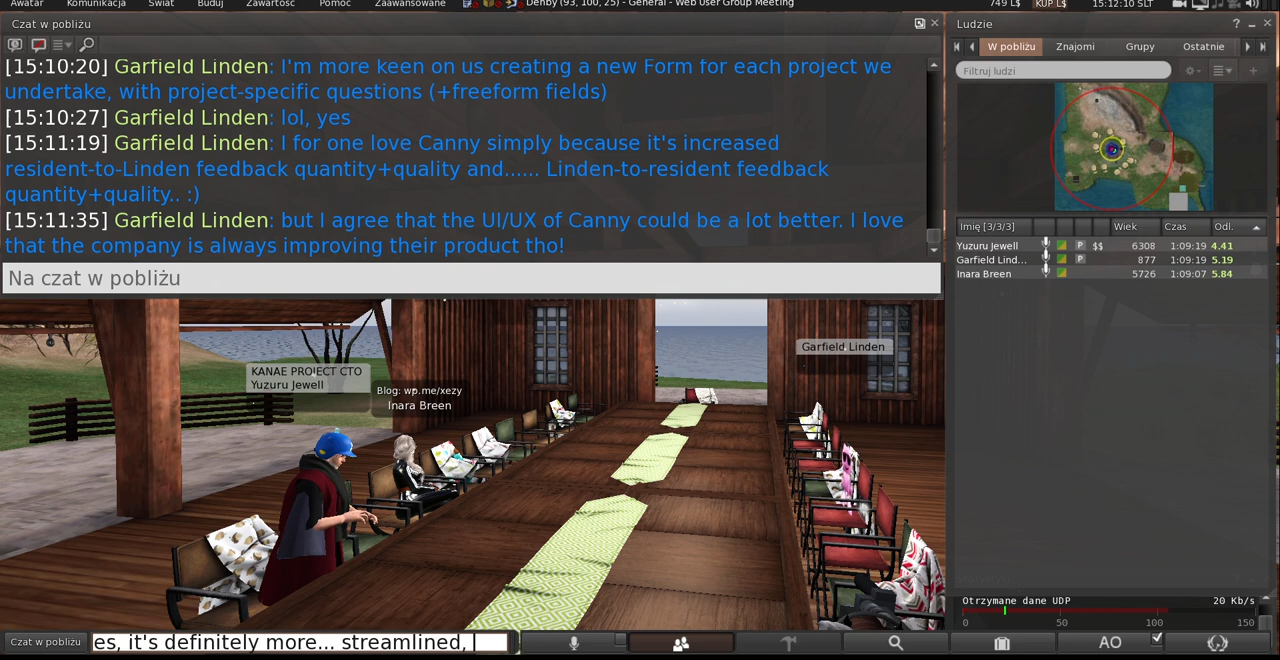 Awatar Komunikacja Świat Buduj Zawartość Pomoc Zaawansowane Denby (93, 100, 25) - General - Web User Group Meeting 749 L$ KUP L$ 15:12:10 SLT
Czat w pobliżu
[15:10:20] Garfield Linden: I'm more keen on us creating a new Form for each project we
undertake, with project-specific questions (+freeform fields)
[15:10:27] Garfield Linden: lol, yes
[15:11:19] Garfield Linden: I for one love Canny simply because it's increased
resident-to-Linden feedback quantity+quality and...... Linden-to-resident feedback
quantity+quality.. :)
[15:11:35] Garfield Linden: but I agree that the UI/UX of Canny could be a lot better. I love
that the company is always improving their product tho!
Na czat w pobliżu
Ludzie
W pobliżu Znajomi Grupy Ostatnie
Filtruj ludzi
Imię [3/3/3] Wiek Czas Odl.
Yuzuru Jewell P $$ 6308 1:09:19 4.41
Garfield Lind... P 877 1:09:19 5.19
Inara Breen 5726 1:09:07 5.84
Garfield Linden
KANAE PROJECT CTO
Yuzuru Jewell
Blog: wp.me/xezy
Inara Breen
Otrzymane dane UDP 20 Kb/s
0 50 100 150
Czat w pobliżu es, it's definitely more... streamlined, AO